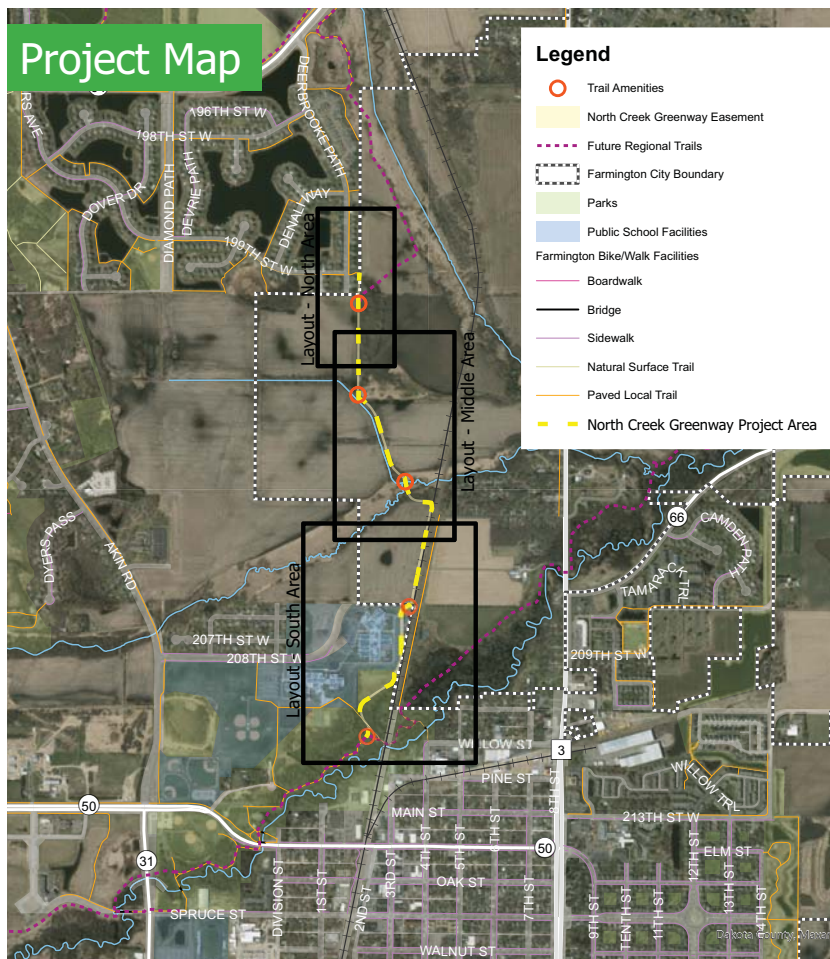 Project Map
Legend
Trail Amenities
North Creek Greenway Easement
Future Regional Trails
Farmington City Boundary
Parks
Public School Facilities
Farmington Bike/Walk Facilities
Boardwalk
Bridge
Sidewalk
Natural Surface Trail
Paved Local Trail
North Creek Greenway Project Area
RS AVE
196TH ST W
198TH ST W
DEERBROOKE PATH
DOVER DR
DIAMOND PATH
DEVRIE PATH
DENALI WAY
199TH ST W
Layout - North Area
Layout - Middle Area
Layout - South Area
DYERS PASS
AKIN RD
66
CAMDEN PATH
TAMARACK TRL
207TH ST W
208TH ST W
209TH ST W
WILLOW ST
3
PINE ST
8TH ST
WILLOW TRL
50
MAIN ST
213TH ST W
31
50
ELM ST
DIVISION ST
1ST ST
2ND ST
3RD ST
4TH ST
5TH ST
6TH ST
7TH ST
9TH ST
TENTH ST
11TH ST
12TH ST
13TH ST
14TH ST
OAK ST
SPRUCE ST
WALNUT ST
Dakota County, Maxar